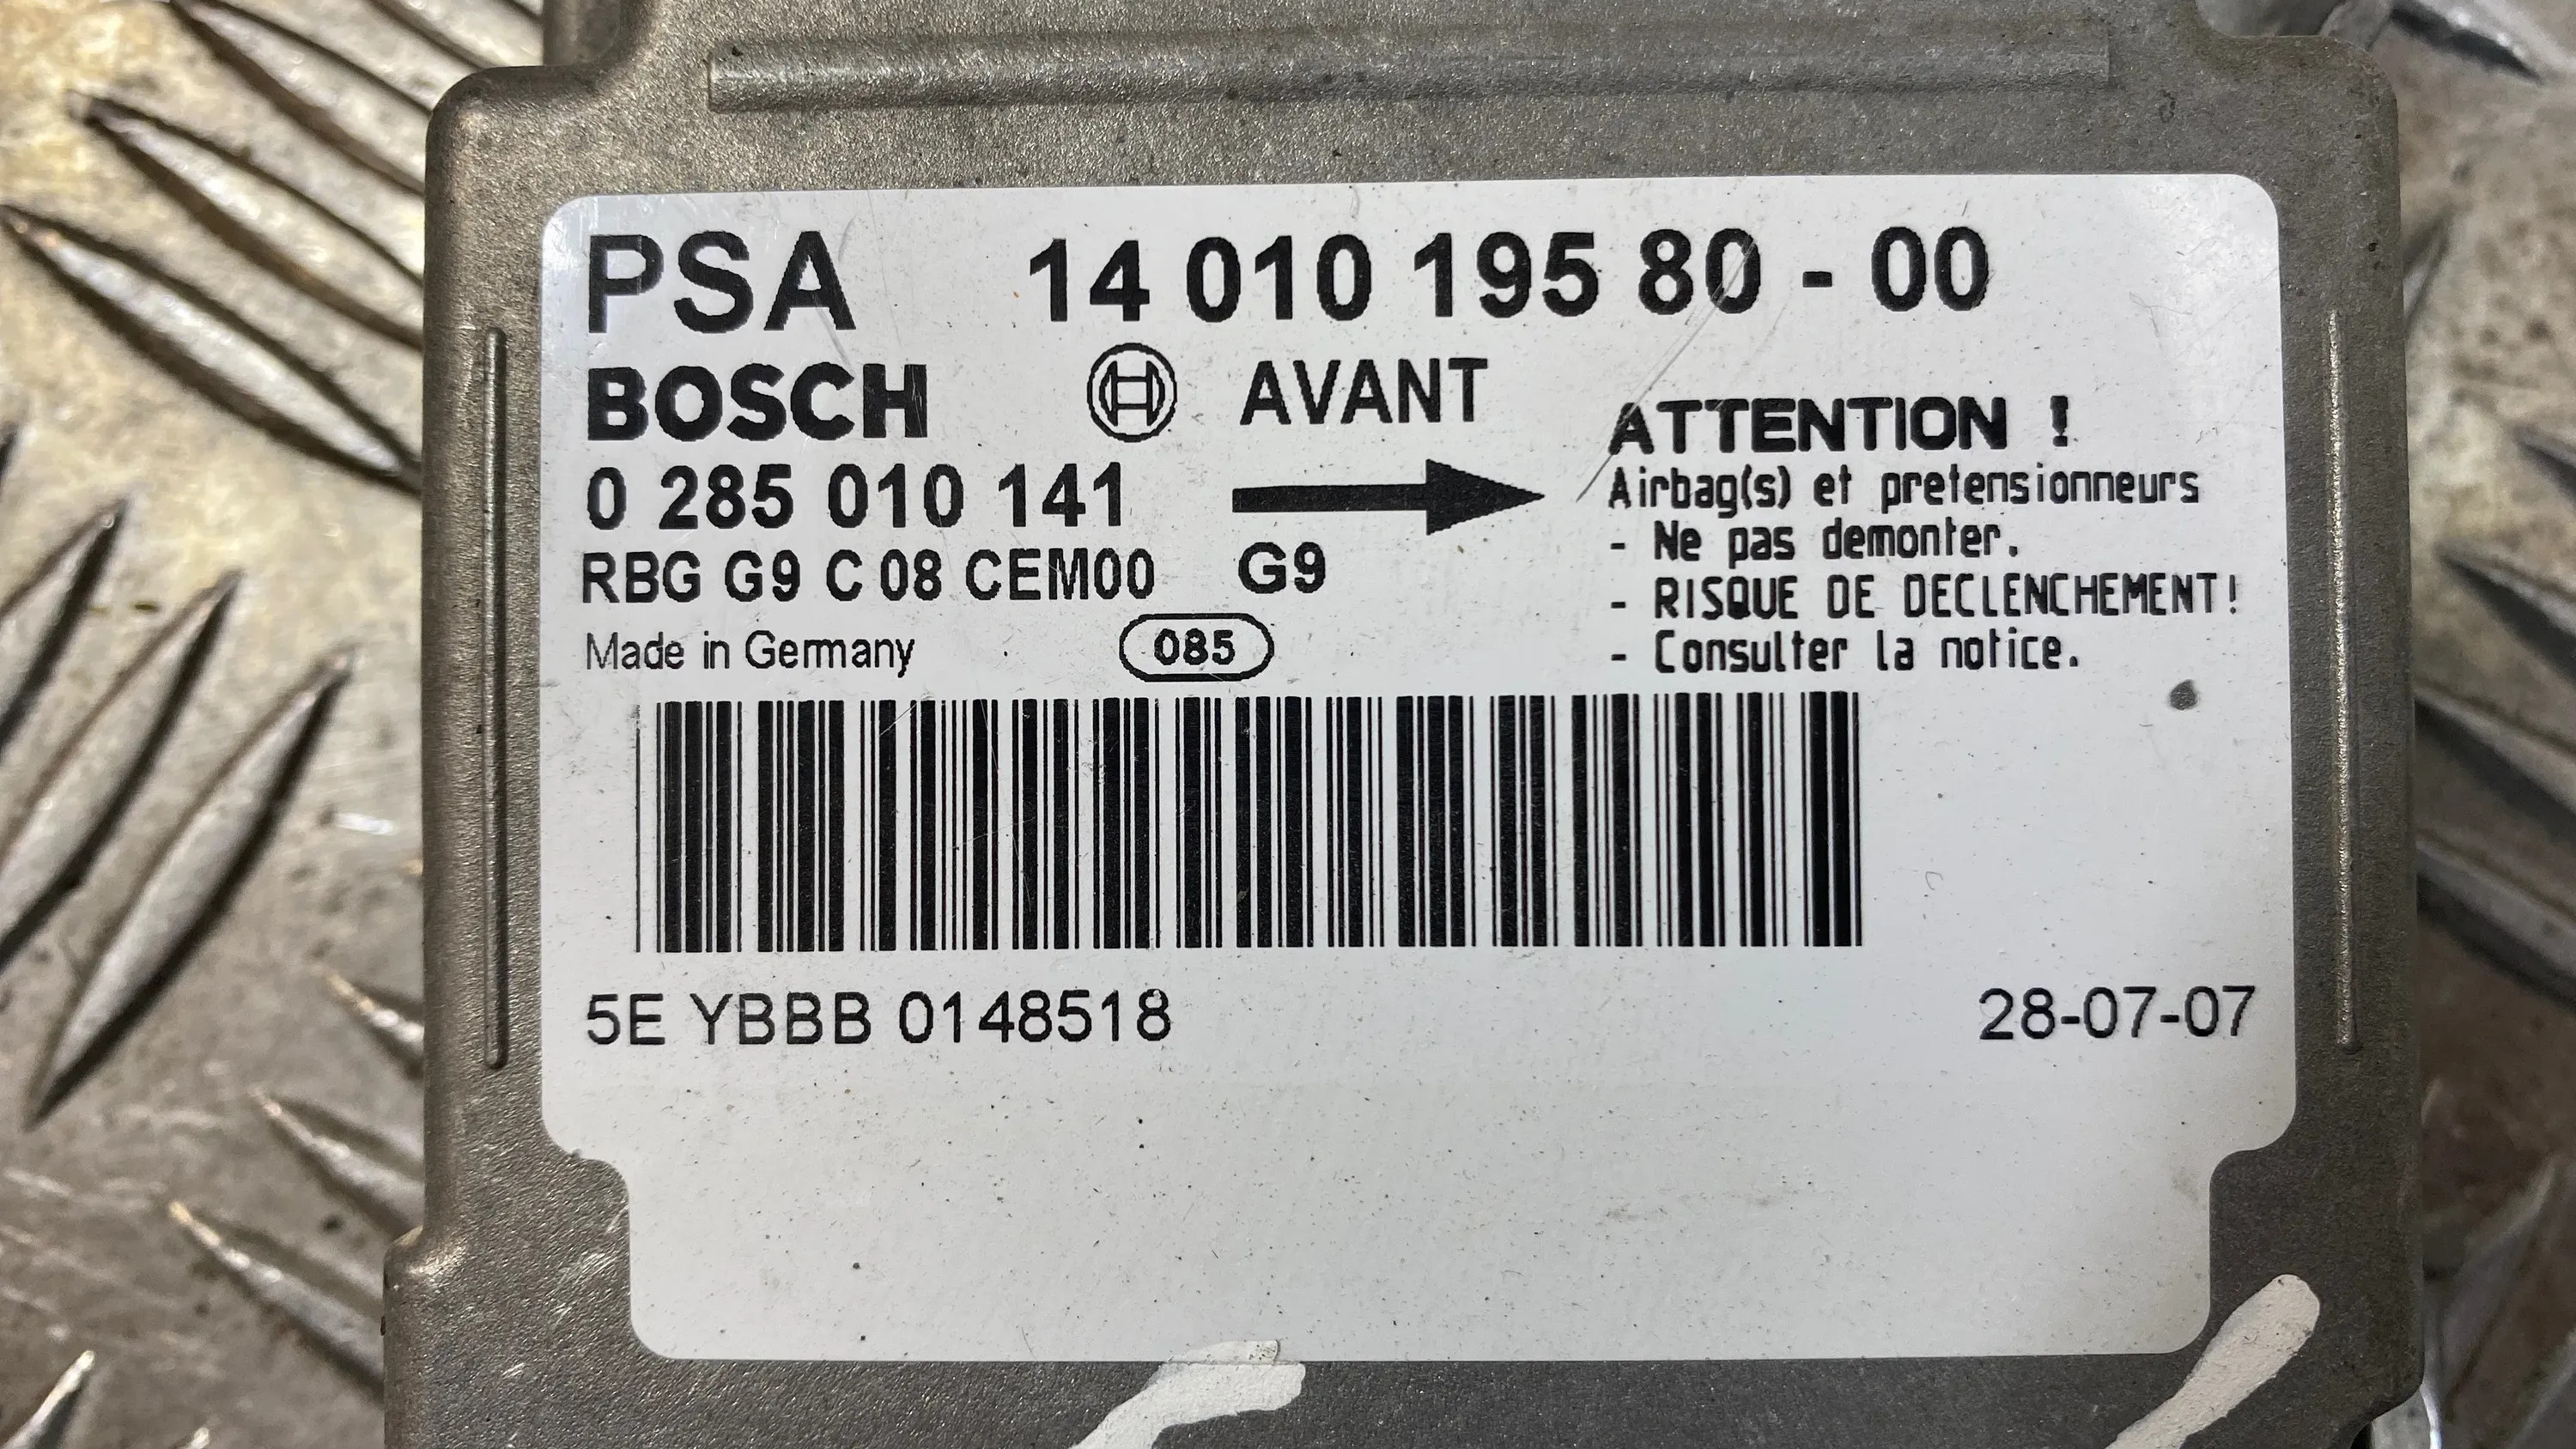 PSA 14 010 195 80 - 00
BOSCH AVANT
0 285 010 141
RBG G9 C 08 CEM00 G9
Made in Germany 085
ATTENTION !
Airbag(s) et pretensionneurs
- Ne pas demonter.
- RISQUE DE DECLENCHEMENT!
- Consulter la notice.
5E YBBB 0148518 28-07-07